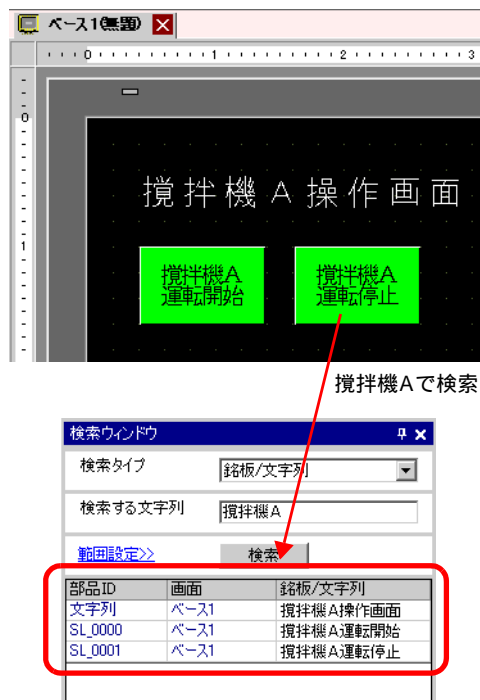 ベース1(無題)
0 1 2 3
0
1
攪拌機A操作画面
攪拌機A
運転開始
攪拌機A
運転停止
攪拌機Aで検索
検索ウィンドウ
検索タイプ 銘板/文字列
検索する文字列 攪拌機A
範囲設定>> 検索
部品ID 画面 銘板/文字列
文字列 ベース1 攪拌機A操作画面
SL_0000 ベース1 攪拌機A運転開始
SL_0001 ベース1 攪拌機A運転停止